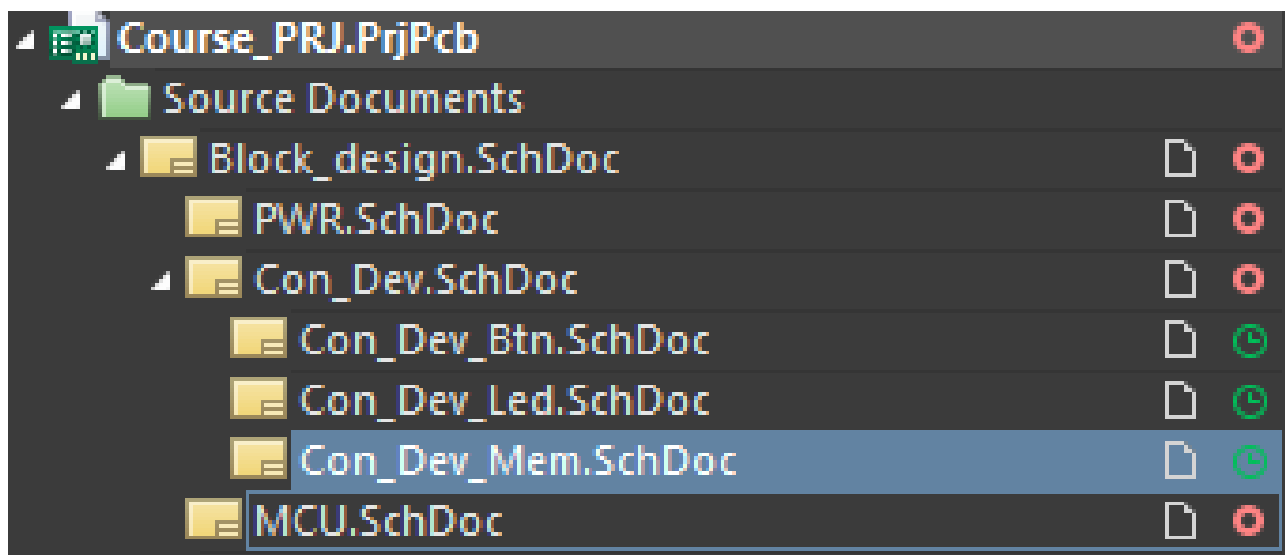 Course_PRJ.PrjPcb
Source Documents
Block_design.SchDoc
PWR.SchDoc
Con_Dev.SchDoc
Con_Dev_Btn.SchDoc
Con_Dev_Led.SchDoc
Con_Dev_Mem.SchDoc
MCU.SchDoc